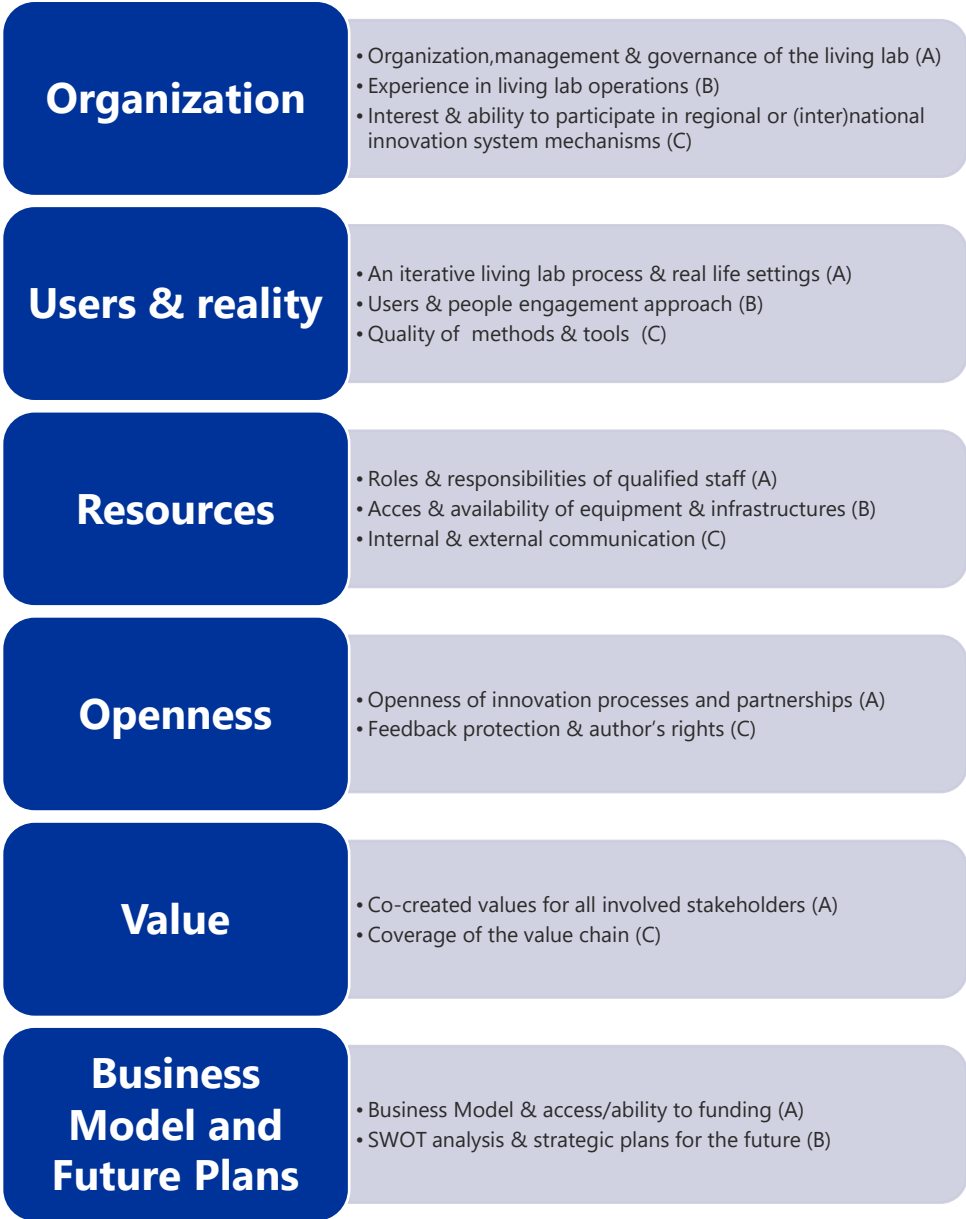 Organization
• Organization,management & governance of the living lab (A)
• Experience in living lab operations (B)
• Interest & ability to participate in regional or (inter)national
innovation system mechanisms (C)
Users & reality
• An iterative living lab process & real life settings (A)
• Users & people engagement approach (B)
• Quality of methods & tools (C)
Resources
• Roles & responsibilities of qualified staff (A)
• Acces & availability of equipment & infrastructures (B)
• Internal & external communication (C)
Openness
• Openness of innovation processes and partnerships (A)
• Feedback protection & author’s rights (C)
Value
• Co-created values for all involved stakeholders (A)
• Coverage of the value chain (C)
Business
Model and
Future Plans
• Business Model & access/ability to funding (A)
• SWOT analysis & strategic plans for the future (B)